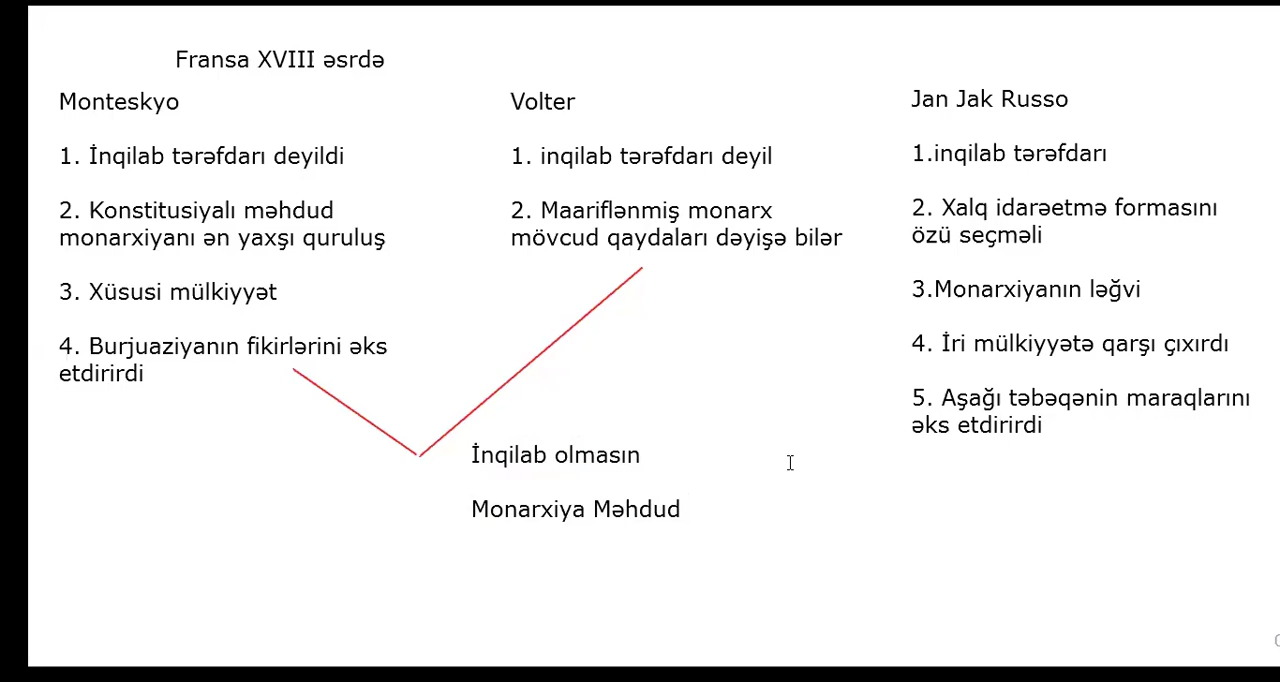 Fransa XVIII əsrdə
Monteskyo
1. İnqilab tərəfdarı deyildi
2. Konstitusiyalı məhdud
monarxiyanı ən yaxşı quruluş
3. Xüsusi mülkiyyət
4. Burjuaziyanın fikirlərini əks
etdirirdi
Volter
1. inqilab tərəfdarı deyil
2. Maariflənmiş monarx
mövcud qaydaları dəyişə bilər
İnqilab olmasın
Monarxiya Məhdud
Jan Jak Russo
1.inqilab tərəfdarı
2. Xalq idarəetmə formasını
özü seçməli
3.Monarxiyanın ləğvi
4. İri mülkiyyətə qarşı çıxırdı
5. Aşağı təbəqənin maraqlarını
əks etdirirdi